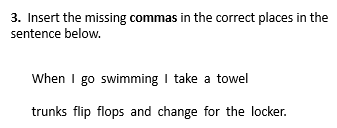 3. Insert the missing commas in the correct places in the
sentence below.
When I go swimming I take a towel
trunks flip flops and change for the locker.